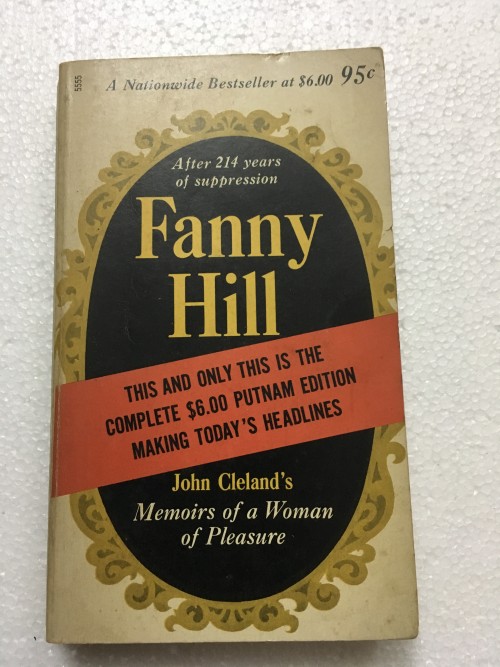 5555
A Nationwide Bestseller at $6.00 95c
After 214 years
of suppression
Fanny
Hill
THIS AND ONLY THIS IS THE
COMPLETE $6.00 PUTNAM EDITION
MAKING TODAY'S HEADLINES
John Cleland's
Memoirs of a Woman
of Pleasure